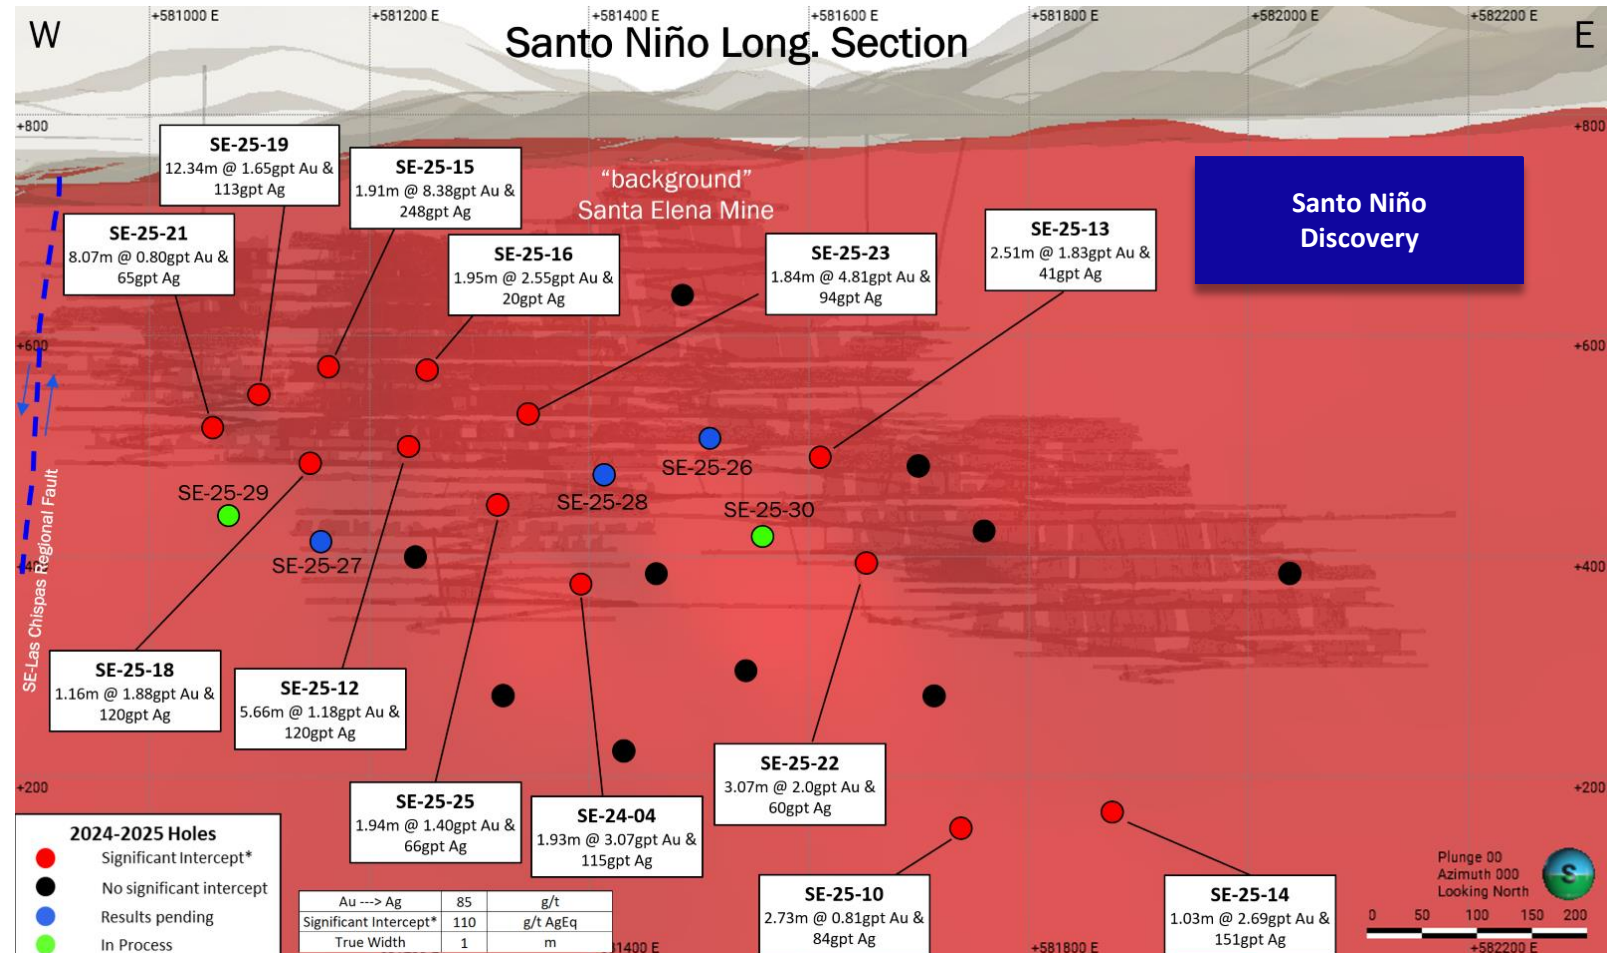 W
+581000 E
+581200 E
+581400 E
+581600 E
+581800 E
+582000 E
+582200 E
E
Santo Niño Long. Section
+800
+800
SE-25-19
12.34m @ 1.65gpt Au &
113gpt Ag
SE-25-15
1.91m @ 8.38gpt Au &
248gpt Ag
"background"
Santa Elena Mine
Santo Niño
Discovery
SE-25-21
8.07m @ 0.80gpt Au &
65gpt Ag
SE-25-16
1.95m @ 2.55gpt Au &
20gpt Ag
SE-25-23
1.84m @ 4.81gpt Au &
94gpt Ag
SE-25-13
2.51m @ 1.83gpt Au &
41gpt Ag
+600
+600
SE-25-26
SE-25-29
SE-25-28
SE-25-30
SE-25-27
+400
+400
SE-Las Chispas Regional Fault
SE-25-18
1.16m @ 1.88gpt Au &
120gpt Ag
SE-25-12
5.66m @ 1.18gpt Au &
120gpt Ag
SE-25-25
1.94m @ 1.40gpt Au &
66gpt Ag
SE-24-04
1.93m @ 3.07gpt Au &
115gpt Ag
SE-25-22
3.07m @ 2.0gpt Au &
60gpt Ag
+200
+200
SE-25-10
2.73m @ 0.81gpt Au &
84gpt Ag
SE-25-14
1.03m @ 2.69gpt Au &
151gpt Ag
2024-2025 Holes
Significant Intercept*
No significant intercept
Results pending
In Process
Au ---> Ag 85 g/t
Significant Intercept* 110 g/t AgEq
True Width 1 m
Plunge 00
Azimuth 000
Looking North
S
0 50 100 150 200
81400 E
+581800 E
+582200 E